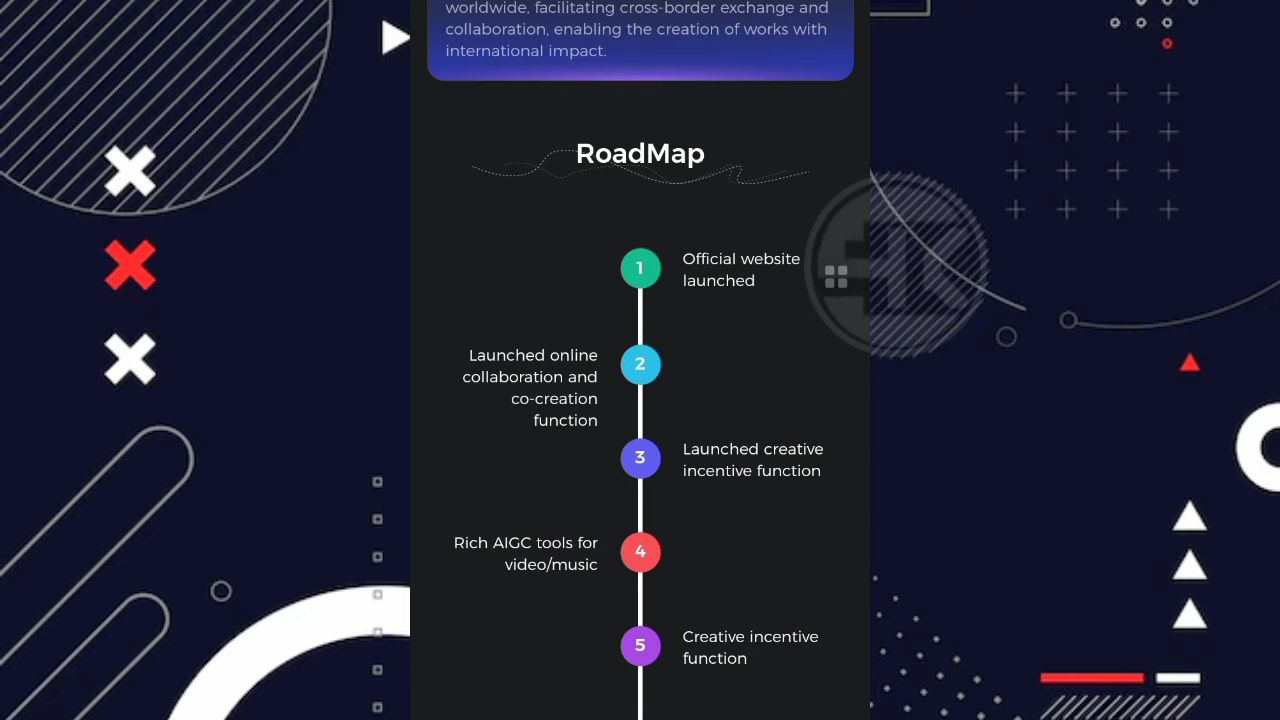 worldwide, facilitating cross-border exchange and
collaboration, enabling the creation of works with
international impact.
RoadMap
1
Official website
launched
Launched online
collaboration and
co-creation
function
2
3
Launched creative
incentive function
Rich AIGC tools for
video/music
4
5
Creative incentive
function